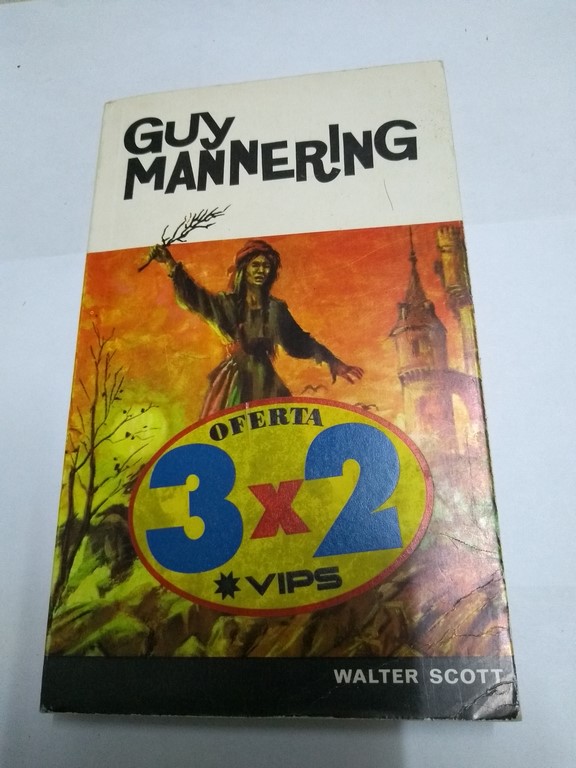 GUY
MANNERING
OFERTA
3x2
VIPS
WALTER SCOTT